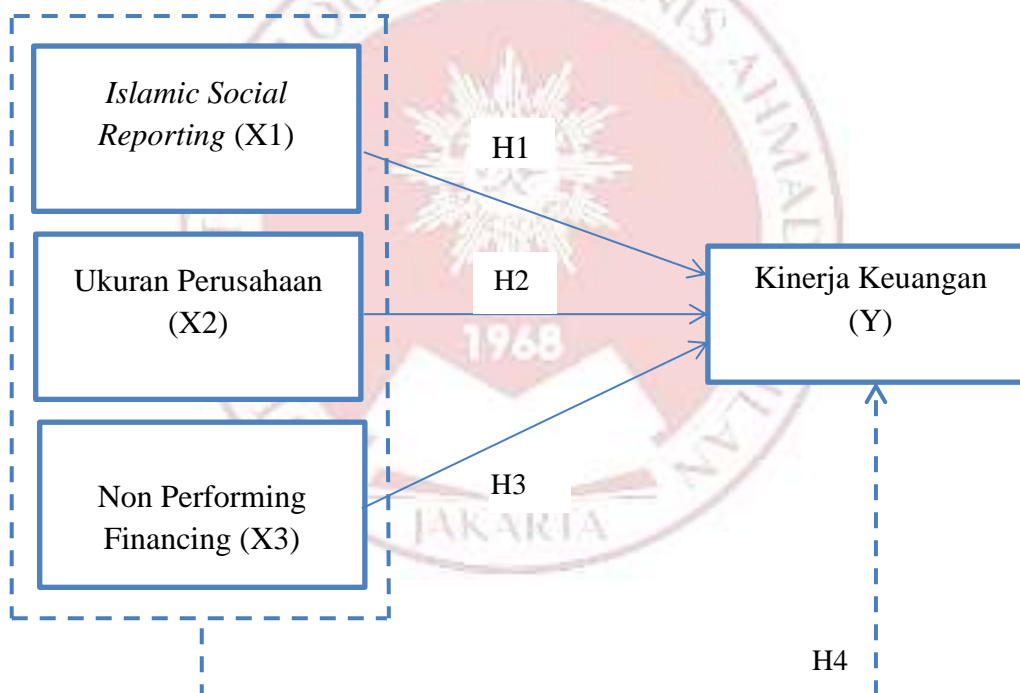 Islamic Social
Reporting (X1)
H1
Ukuran Perusahaan
(X2)
H2
Kinerja Keuangan
(Y)
1968
Non Performing
Financing (X3)
H3
JAKARTA
H4